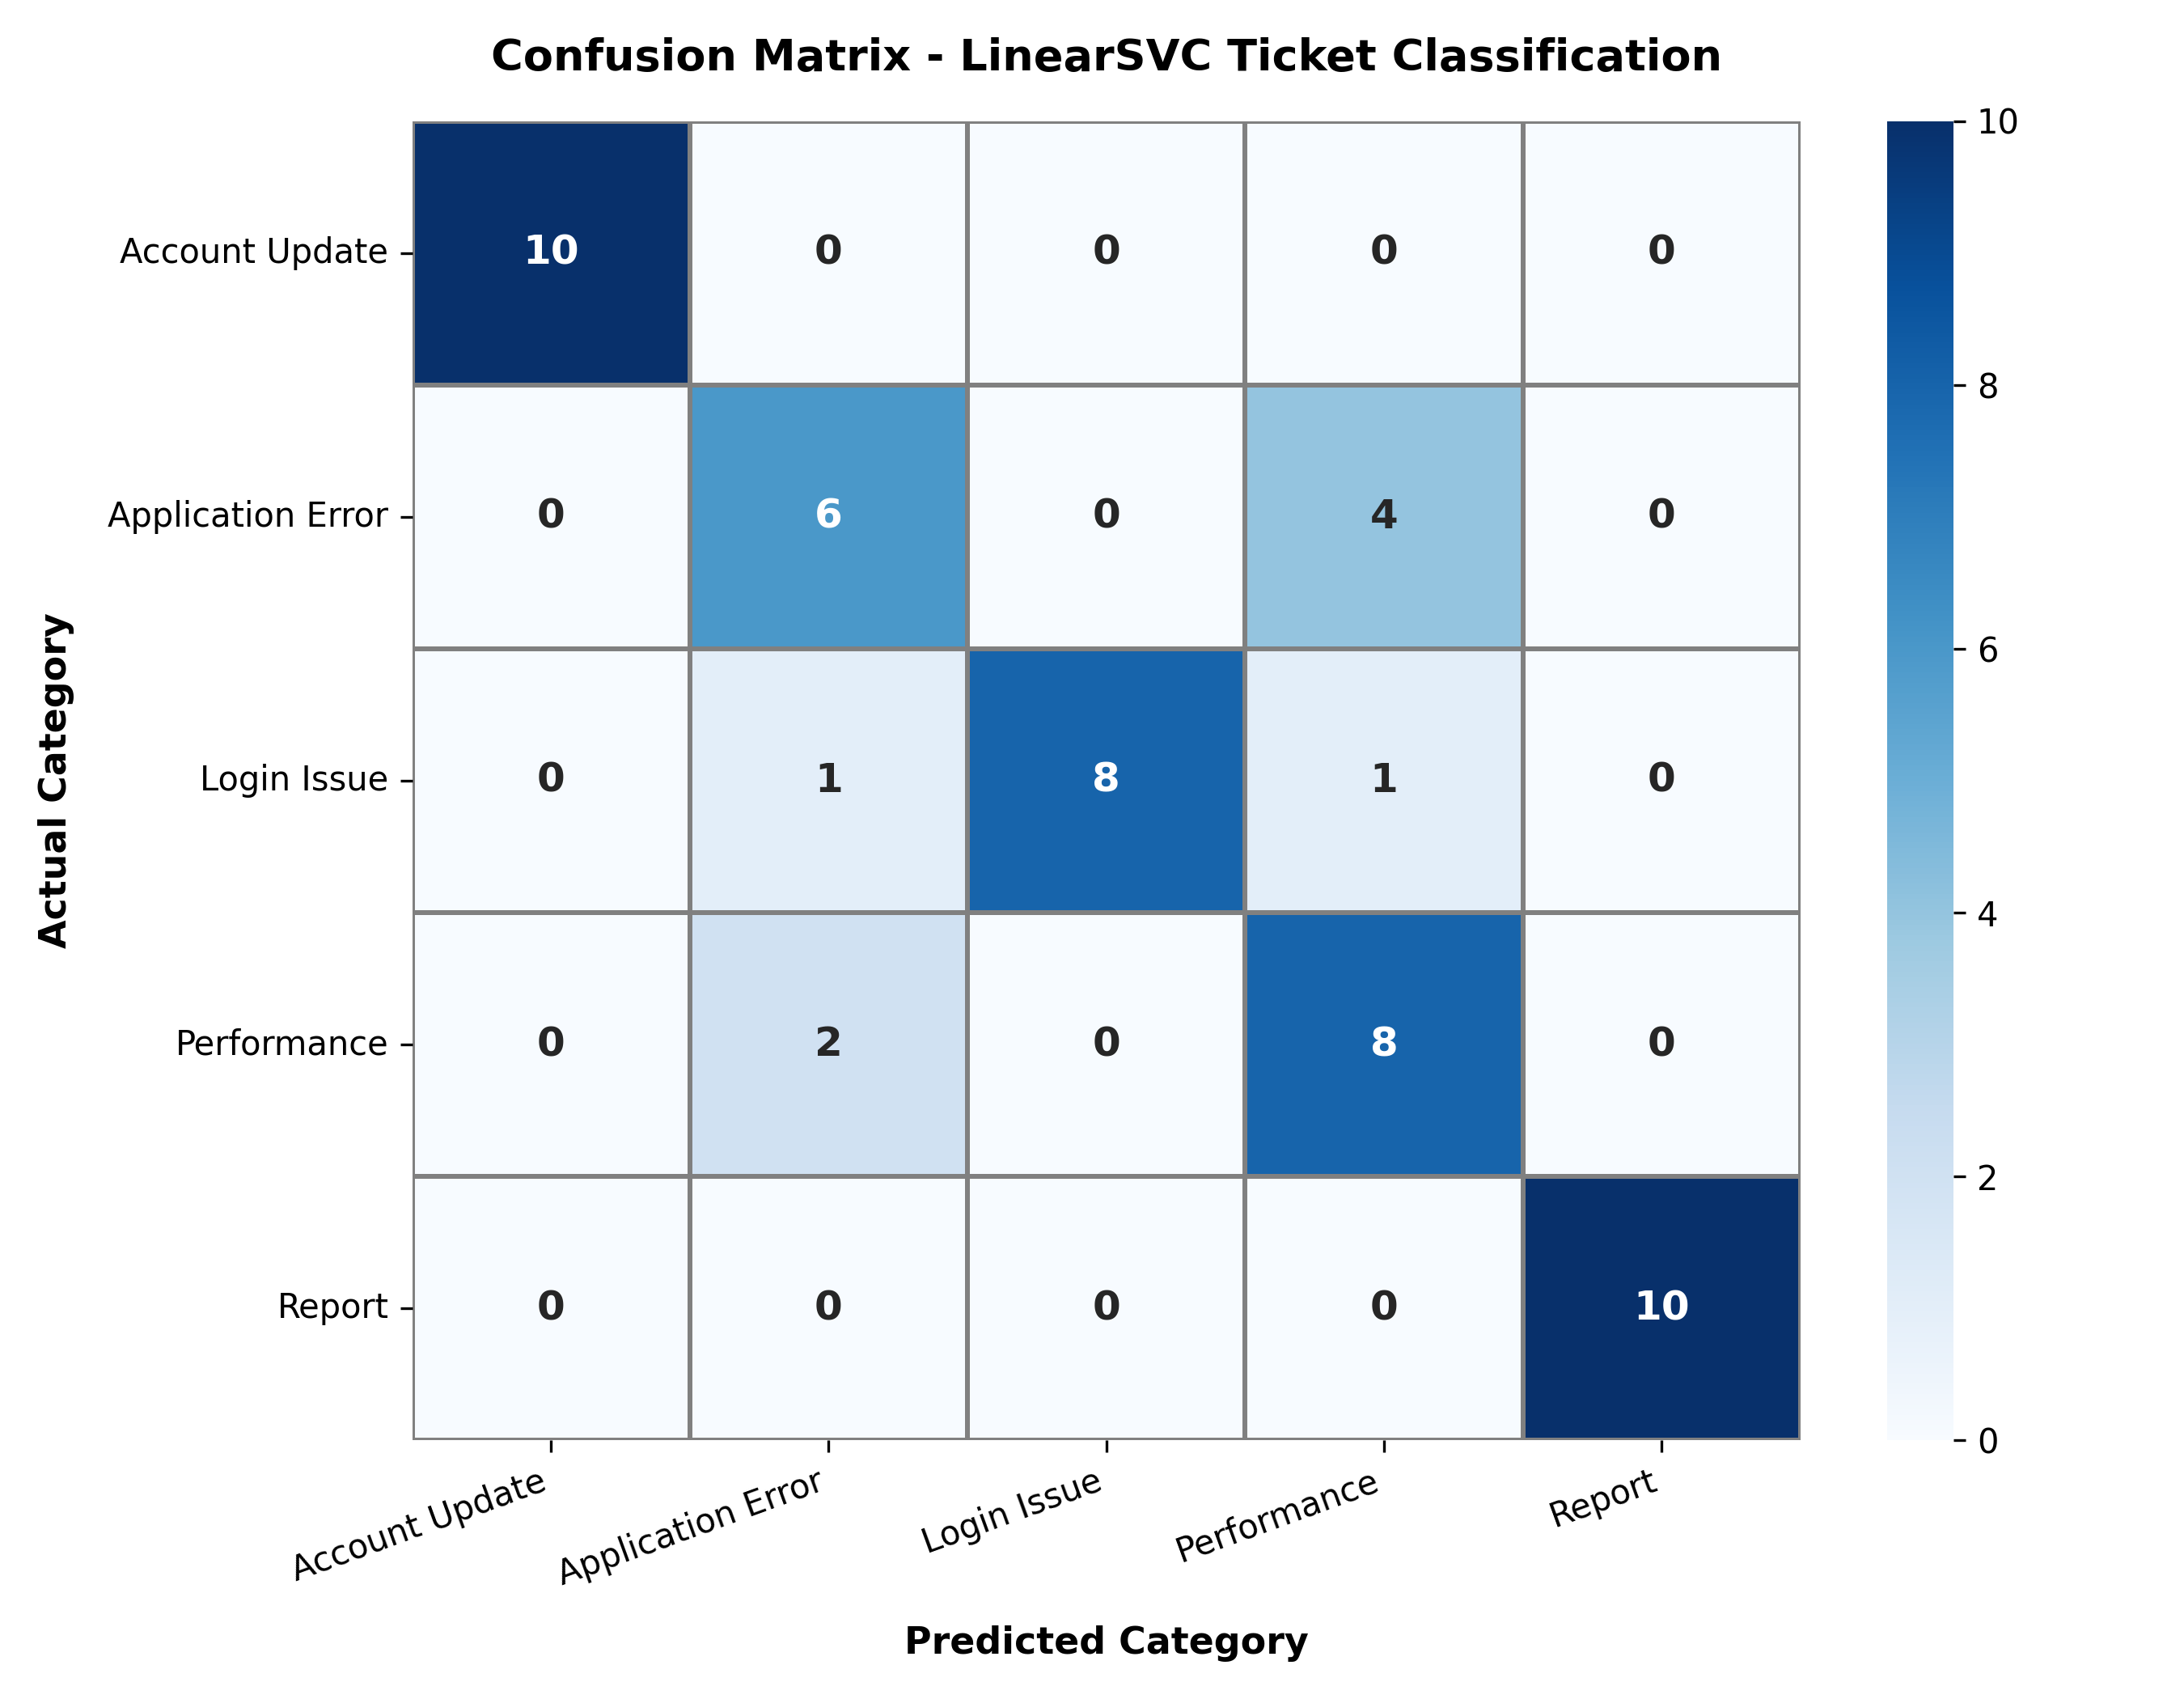 Confusion Matrix - LinearSVC Ticket Classification
10
Account Update 10 0 0 0 0
8
Application Error 0 6 0 4 0
6
Actual Category
Login Issue 0 1 8 1 0
4
Performance 0 2 0 8 0
2
Report 0 0 0 0 10
0
Account Update Application Error Login Issue Performance Report
Predicted Category